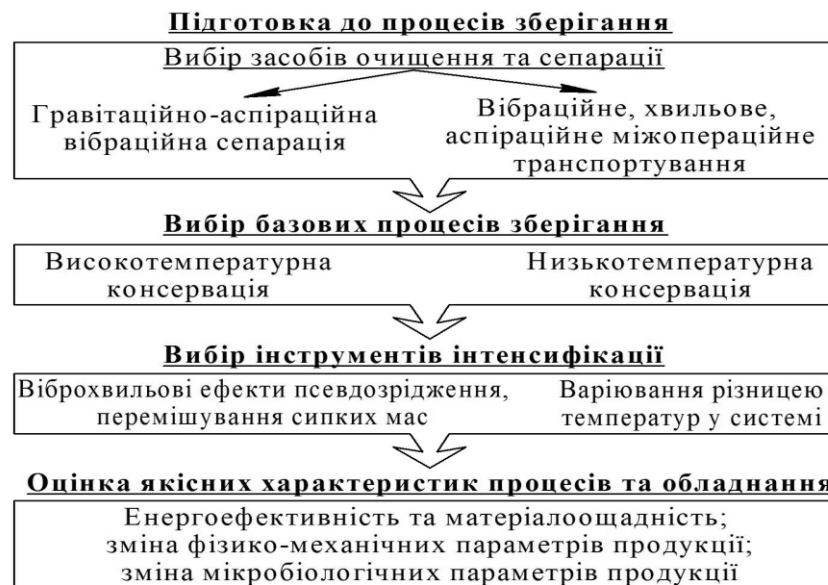 Підготовка до процесів зберігання
Вибір засобів очищення та сепарації
Гравітаційно-аспіраційна
вібраційна сепарація
Вібраційне, хвильове,
аспіраційне міжопераційне
транспортування
Вибір базових процесів зберігання
Високотемпературна
консервація
Низькотемпературна
консервація
Вибір інструментів інтенсифікації
Віброхвильові ефекти псевдозрідження,
перемішування сипких мас
Варіювання різницею
температур у системі
Оцінка якісних характеристик процесів та обладнання
Енергоефективність та матеріалоощадність;
зміна фізико-механічних параметрів продукції;
зміна мікробіологічних параметрів продукції